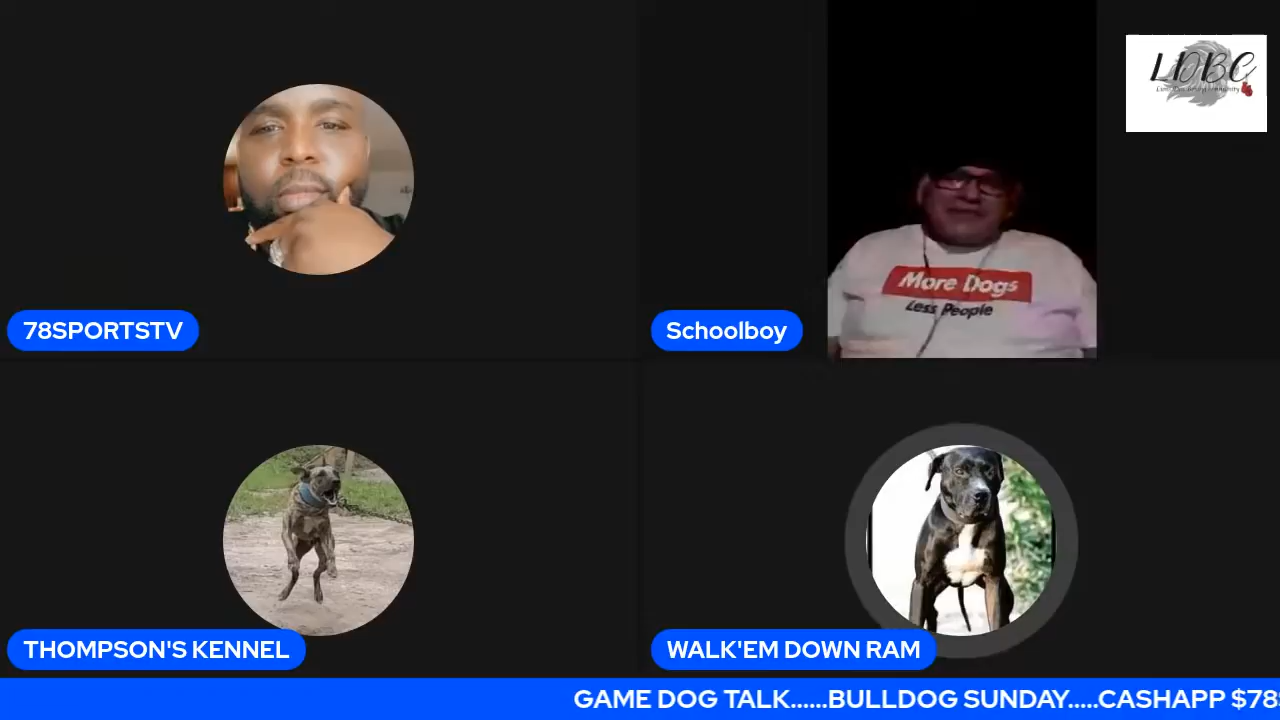 LDBC
78SPORTSTV
More Dogs
Less People
Schoolboy
THOMPSON'S KENNEL
WALK'EM DOWN RAM
GAME DOG TALK......BULLDOG SUNDAY.....CASHAPP $78